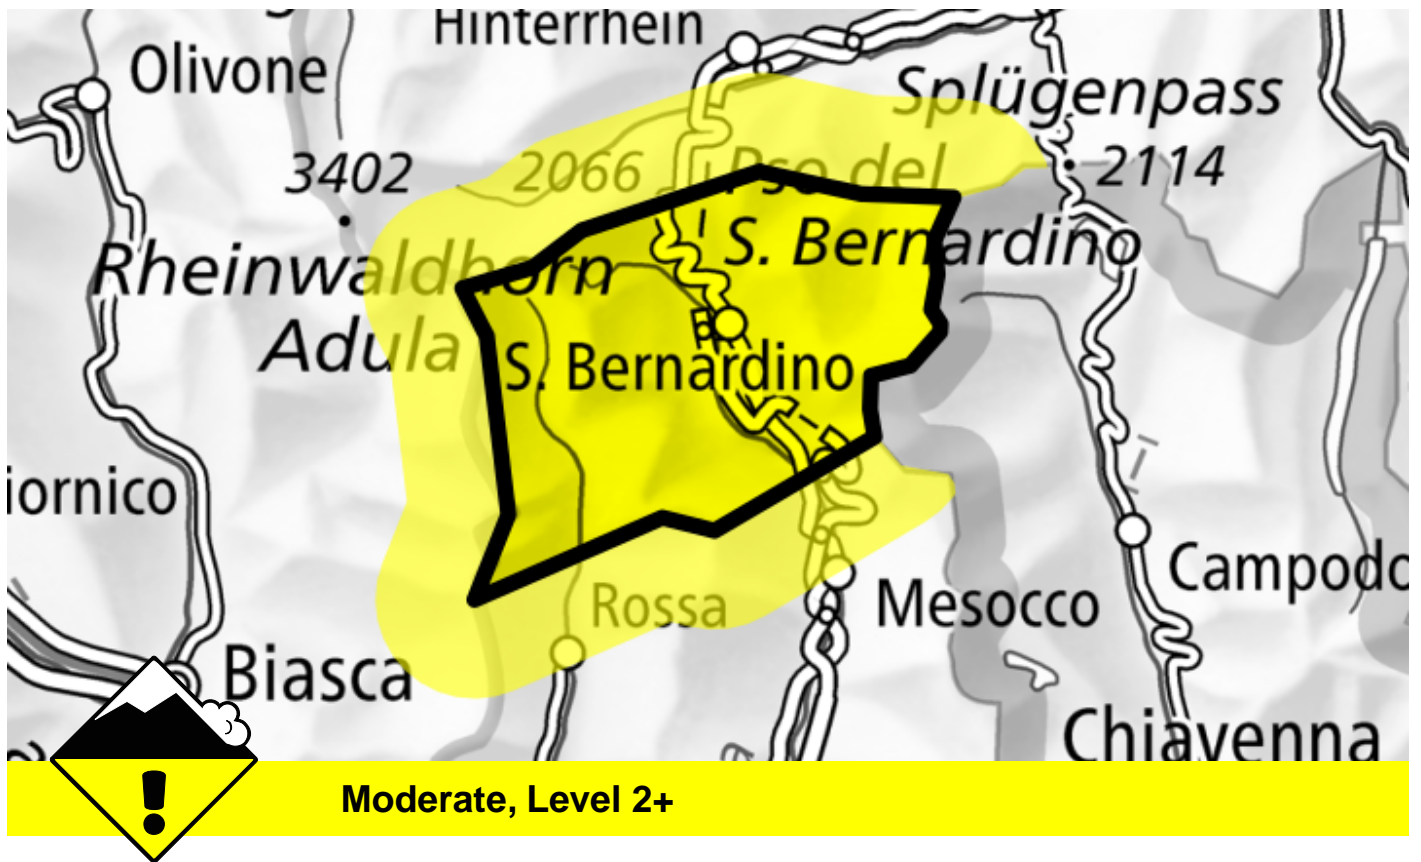 Hinterrhein
Olivone
Splügenpass
3402
2066
Pso del
2114
S. Bernardino
Rheinwaldhorn
Adula
S. Bernardino
iornico
Campodo
Rossa
Mesocco
Biasca
Chiavenna
Moderate, Level 2+